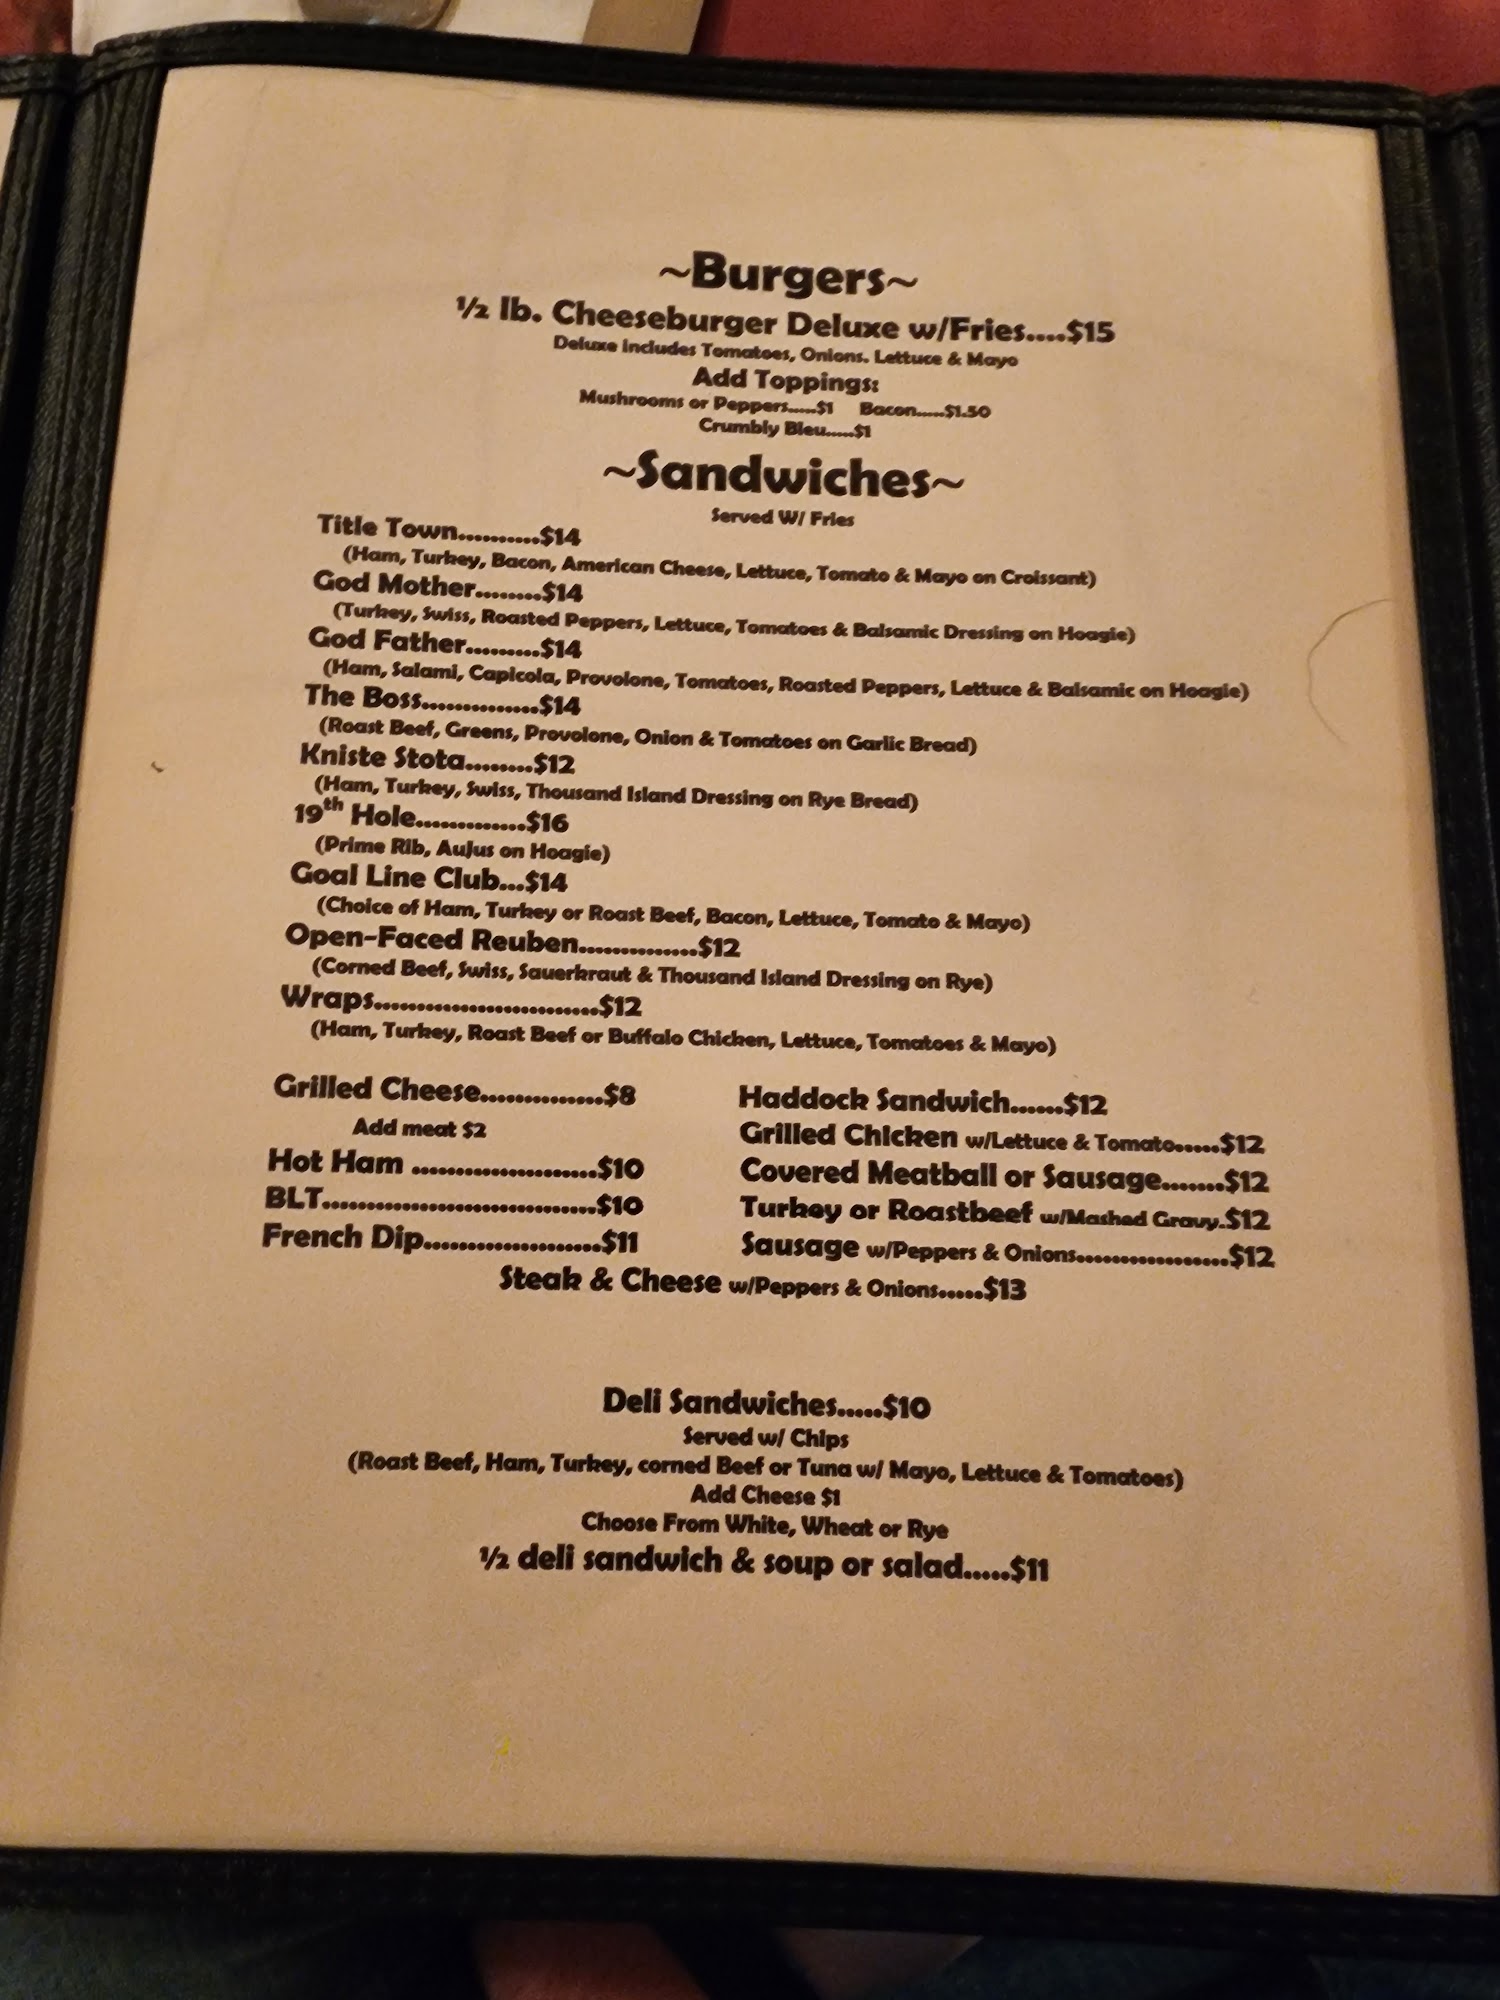 ~Burgers~
½ lb. Cheeseburger Deluxe w/Fries....$15
Deluxe Includes Tomatoes, Onions. Lettuce & Mayo
Add Toppings:
Mushrooms or Peppers......$1 Bacon.....$1.50
Crumbly Bleu......$1
~Sandwiches~
Served W/ Fries
Title Town..........$14
(Ham, Turkey, Bacon, American Cheese, Lettuce, Tomato & Mayo on Croissant)
God Mother........$14
(Turkey, Swiss, Roasted Peppers, Lettuce, Tomatoes & Balsamic Dressing on Hoagie)
God Father.........$14
(Ham, Salami, Capicola, Provolone, Tomatoes, Roasted Peppers, Lettuce & Balsamic on Hoagie)
The Boss..............$14
(Roast Beef, Greens, Provolone, Onion & Tomatoes on Garlic Bread)
Kniste Stota........$12
(Ham, Turkey, Swiss, Thousand Island Dressing on Rye Bread)
19th Hole.............$16
(Prime Rib, AuJus on Hoagie)
Goal Line Club...$14
(Choice of Ham, Turkey or Roast Beef, Bacon, Lettuce, Tomato & Mayo)
Open-Faced Reuben..............$12
(Corned Beef, Swiss, Sauerkraut & Thousand Island Dressing on Rye)
Wraps..........................$12
(Ham, Turkey, Roast Beef or Buffalo Chicken, Lettuce, Tomatoes & Mayo)
Grilled Cheese..............$8
Add meat $2
Hot Ham .....................$10
BLT...............................$10
French Dip....................$11
Haddock Sandwich......$12
Grilled Chicken w/Lettuce & Tomato.....$12
Covered Meatball or Sausage.......$12
Turkey or Roastbeef w/Mashed Gravy.$12
Sausage w/Peppers & Onions.................$12
Steak & Cheese w/Peppers & Onions.....$13
Deli Sandwiches.....$10
Served w/ Chips
(Roast Beef, Ham, Turkey, corned Beef or Tuna w/ Mayo, Lettuce & Tomatoes)
Add Cheese $1
Choose From White, Wheat or Rye
½ deli sandwich & soup or salad.....$11